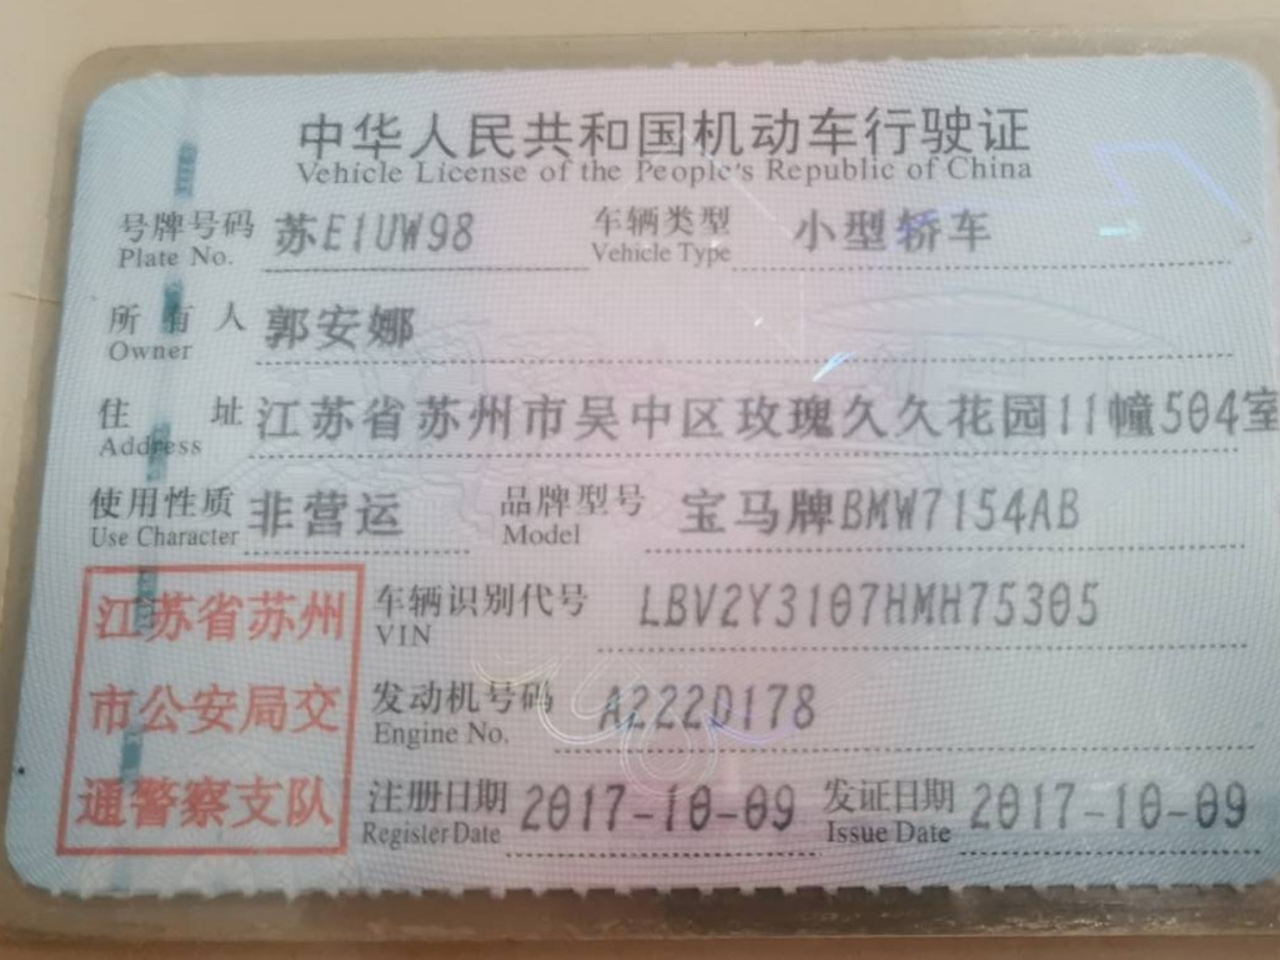 中华人民共和国机动车行驶证
Vehicle License of the People's Republic of China
号牌号码 苏E1UW98 车辆类型 小型轿车
Plate No. Vehicle Type
所有人 郭安娜
Owner
住址 江苏省苏州市吴中区玫瑰久久花园11幢504室
Address
使用性质 非营运 品牌型号 宝马牌BMW7154AB
Use Character Model
车辆识别代号 LBV2Y3107HMH75305
VIN
发动机号码 A222D178
Engine No.
注册日期 2017-10-09 发证日期 2017-10-09
Register Date Issue Date
江苏省苏州
市公安局交
通警察支队